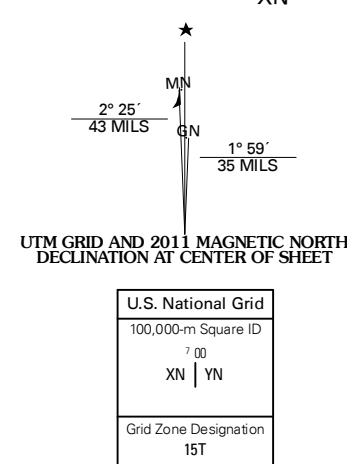 XN
MN
2° 25´
43 MILS
GN
1° 59´
35 MILS
UTM GRID AND 2011 MAGNETIC NORTH
DECLINATION AT CENTER OF SHEET
U.S. National Grid
100,000-m Square ID
7 00
XN YN
Grid Zone Designation
15T